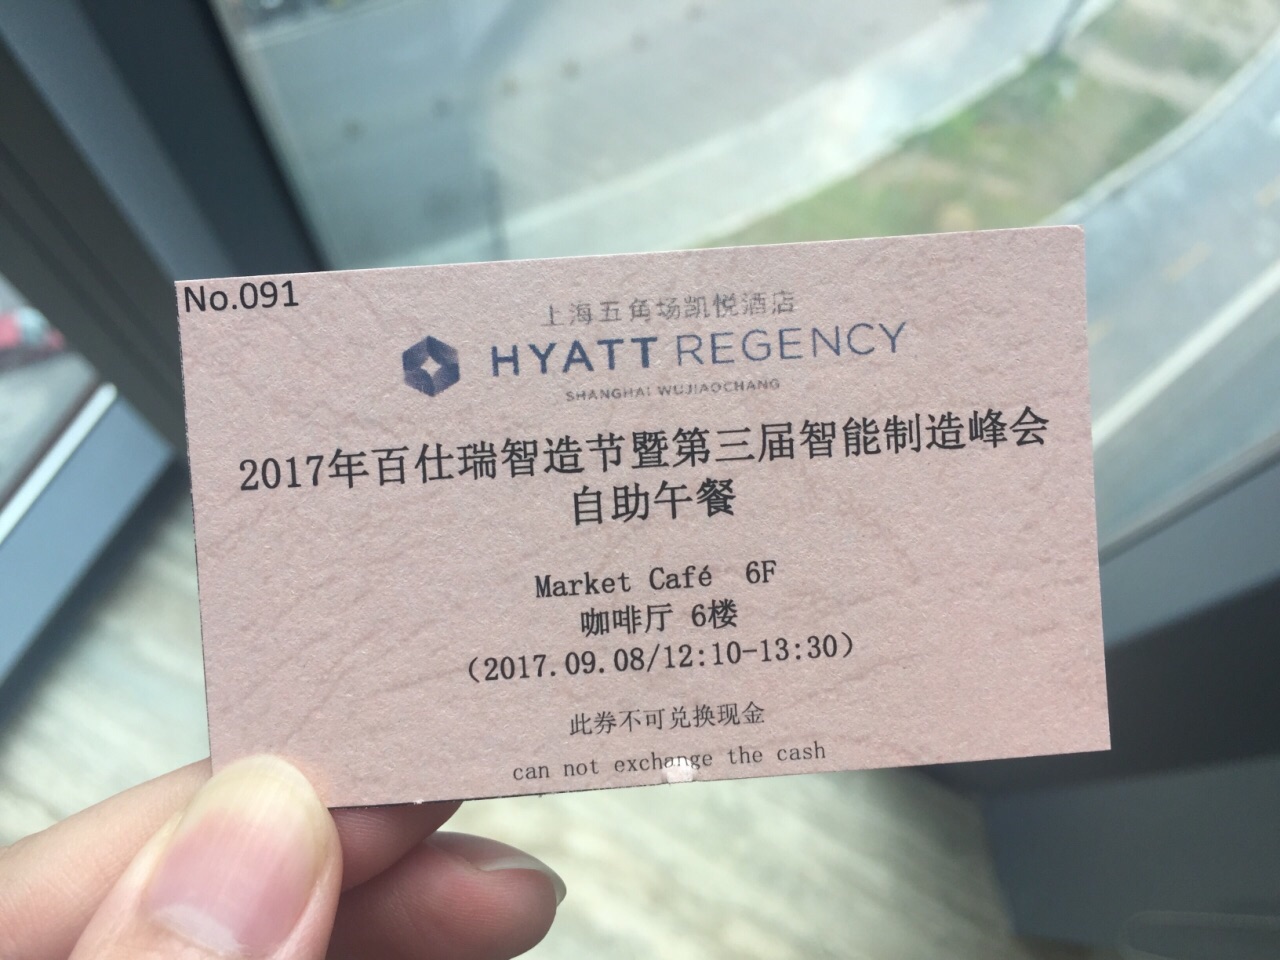 No.091
上海五角场凯悦酒店
HYATT REGENCY
SHANGHAI WUJIAOCHANG
2017年百仕瑞智造节暨第三届智能制造峰会
自助午餐
Market Café 6F
咖啡厅 6楼
（2017.09.08/12:10-13:30）
此券不可兑换现金
can not exchange the cash